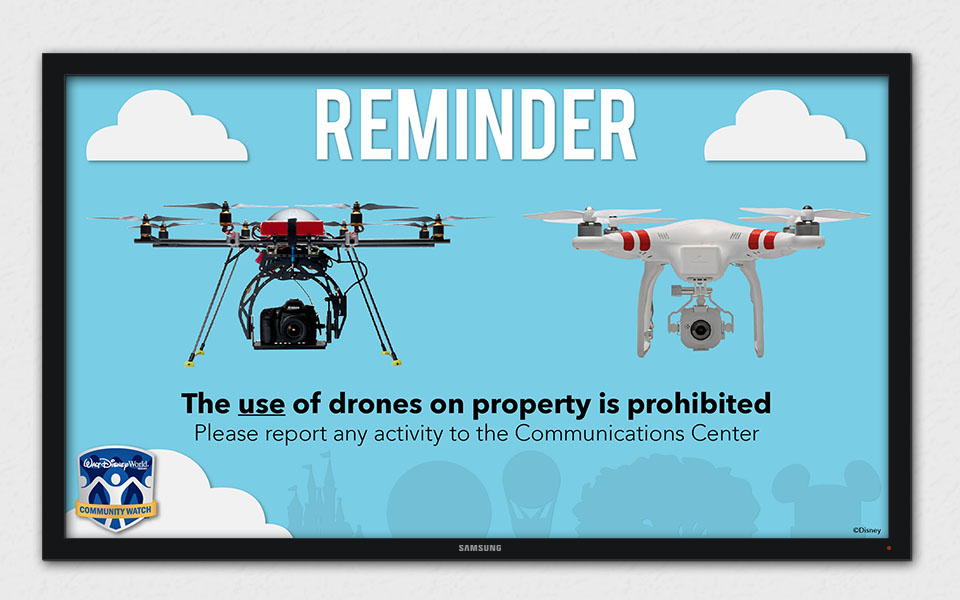 REMINDER
The use of drones on property is prohibited
Please report any activity to the Communications Center
Walt Disney World
COMMUNITY WATCH
©Disney
SAMSUNG